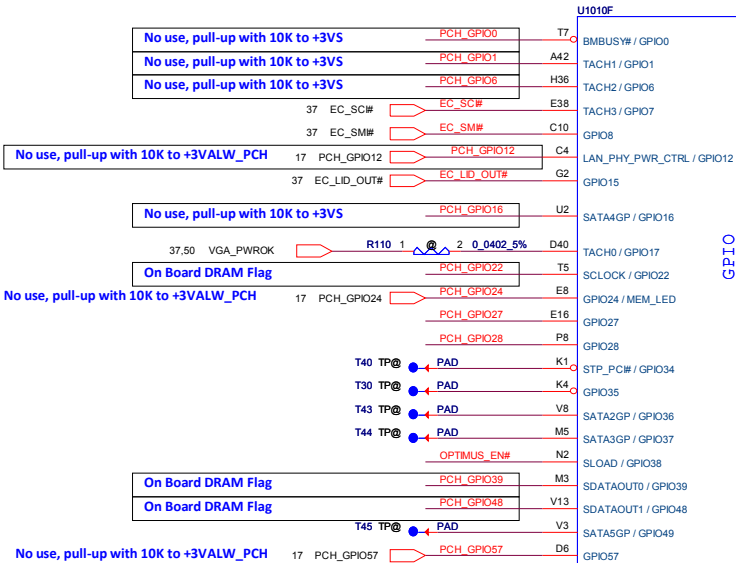 U1010F
No use, pull-up with 10K to +3VS PCH_GPIO0 T7 BMBUSY# / GPIO0
No use, pull-up with 10K to +3VS PCH_GPIO1 A42 TACH1 / GPIO1
No use, pull-up with 10K to +3VS PCH_GPIO6 H36 TACH2 / GPIO6
37 EC_SCI# EC_SCI# E38 TACH3 / GPIO7
37 EC_SMI# EC_SMI# C10 GPIO8
No use, pull-up with 10K to +3VALW_PCH 17 PCH_GPIO12 PCH_GPIO12 C4 LAN_PHY_PWR_CTRL / GPIO12
37 EC_LID_OUT# EC_LID_OUT# G2 GPIO15
No use, pull-up with 10K to +3VS PCH_GPIO16 U2 SATA4GP / GPIO16
37,50 VGA_PWROK R110 1 @ 2 0_0402_5% D40 TACH0 / GPIO17
On Board DRAM Flag PCH_GPIO22 T5 SCLOCK / GPIO22
No use, pull-up with 10K to +3VALW_PCH 17 PCH_GPIO24 PCH_GPIO24 E8 GPIO24 / MEM_LED
PCH_GPIO27 E16 GPIO27
PCH_GPIO28 P8 GPIO28
T40 TP@ PAD K1 STP_PCI# / GPIO34
T30 TP@ PAD K4 GPIO35
T43 TP@ PAD V8 SATA2GP / GPIO36
T44 TP@ PAD M5 SATA3GP / GPIO37
OPTIMUS_EN# N2 SLOAD / GPIO38
On Board DRAM Flag PCH_GPIO39 M3 SDATAOUT0 / GPIO39
On Board DRAM Flag PCH_GPIO48 V13 SDATAOUT1 / GPIO48
T45 TP@ PAD V3 SATA5GP / GPIO49
No use, pull-up with 10K to +3VALW_PCH 17 PCH_GPIO57 PCH_GPIO57 D6 GPIO57
GPIO